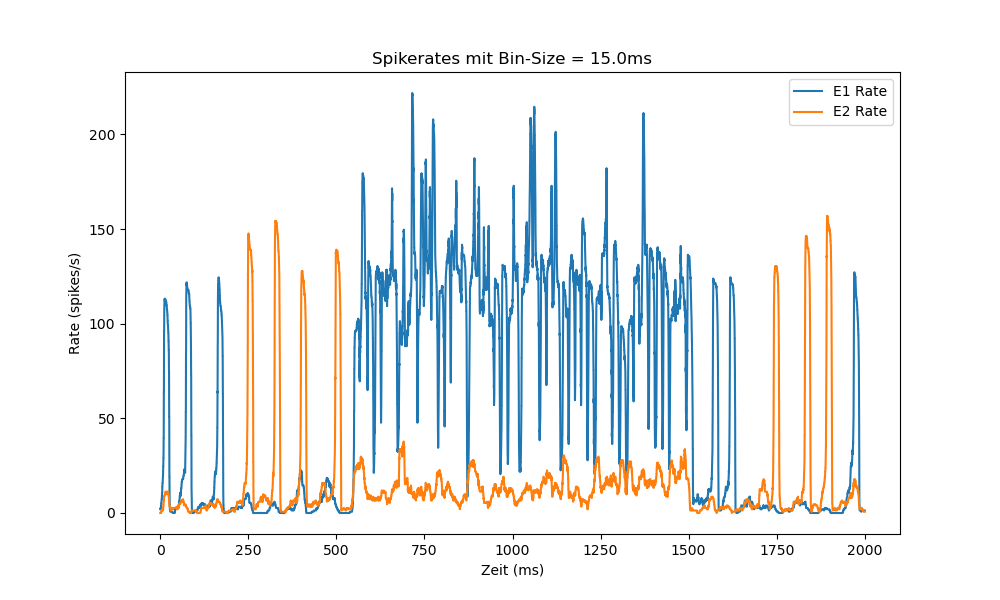 Spikerates mit Bin-Size = 15.0ms
E1 Rate
E2 Rate
200
150
100
50
0
Rate (spikes/s)
0 250 500 750 1000 1250 1500 1750 2000
Zeit (ms)